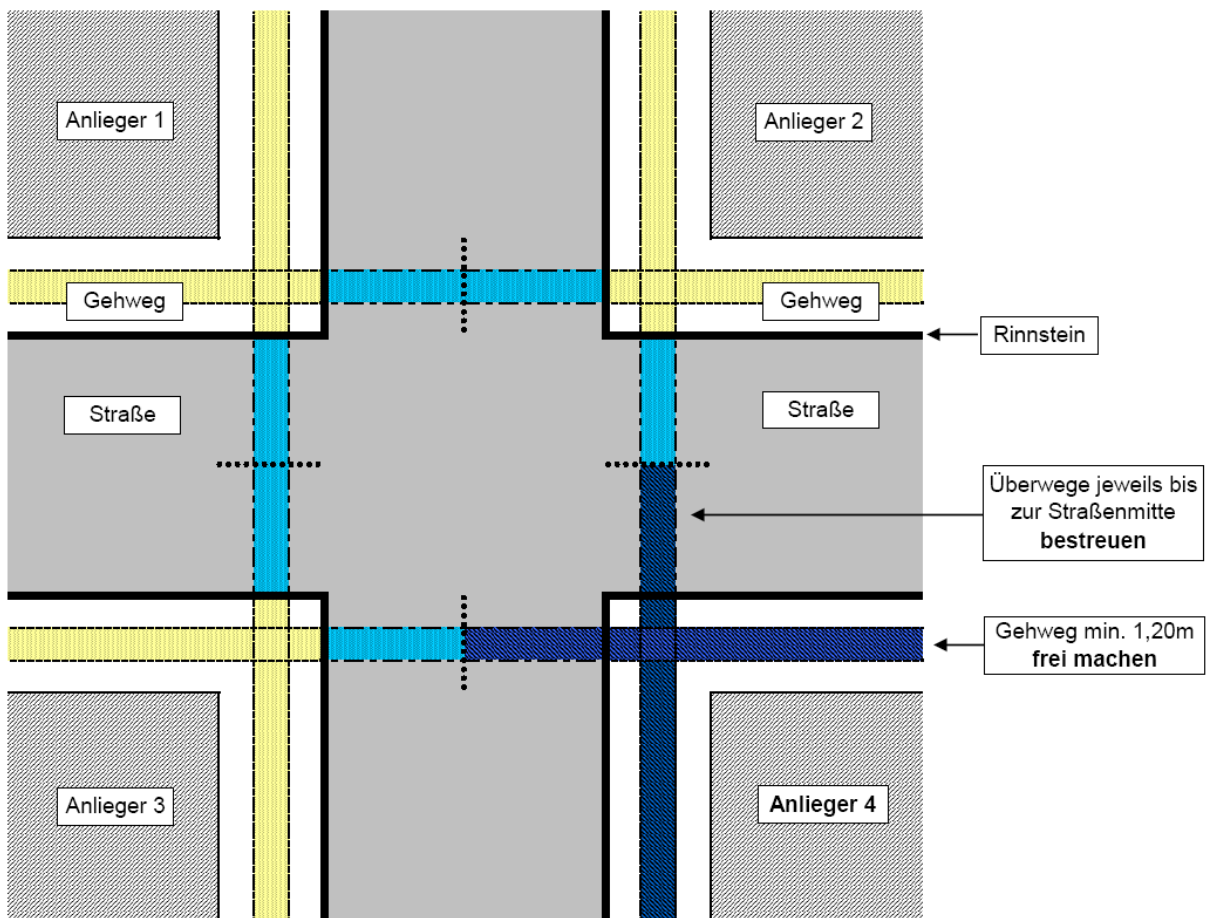 Anlieger 1
Anlieger 2
Gehweg
Gehweg
Rinnstein
Straße
Straße
Überwege jeweils bis
zur Straßenmitte
bestreuen
Gehweg min. 1,20m
frei machen
Anlieger 3
Anlieger 4